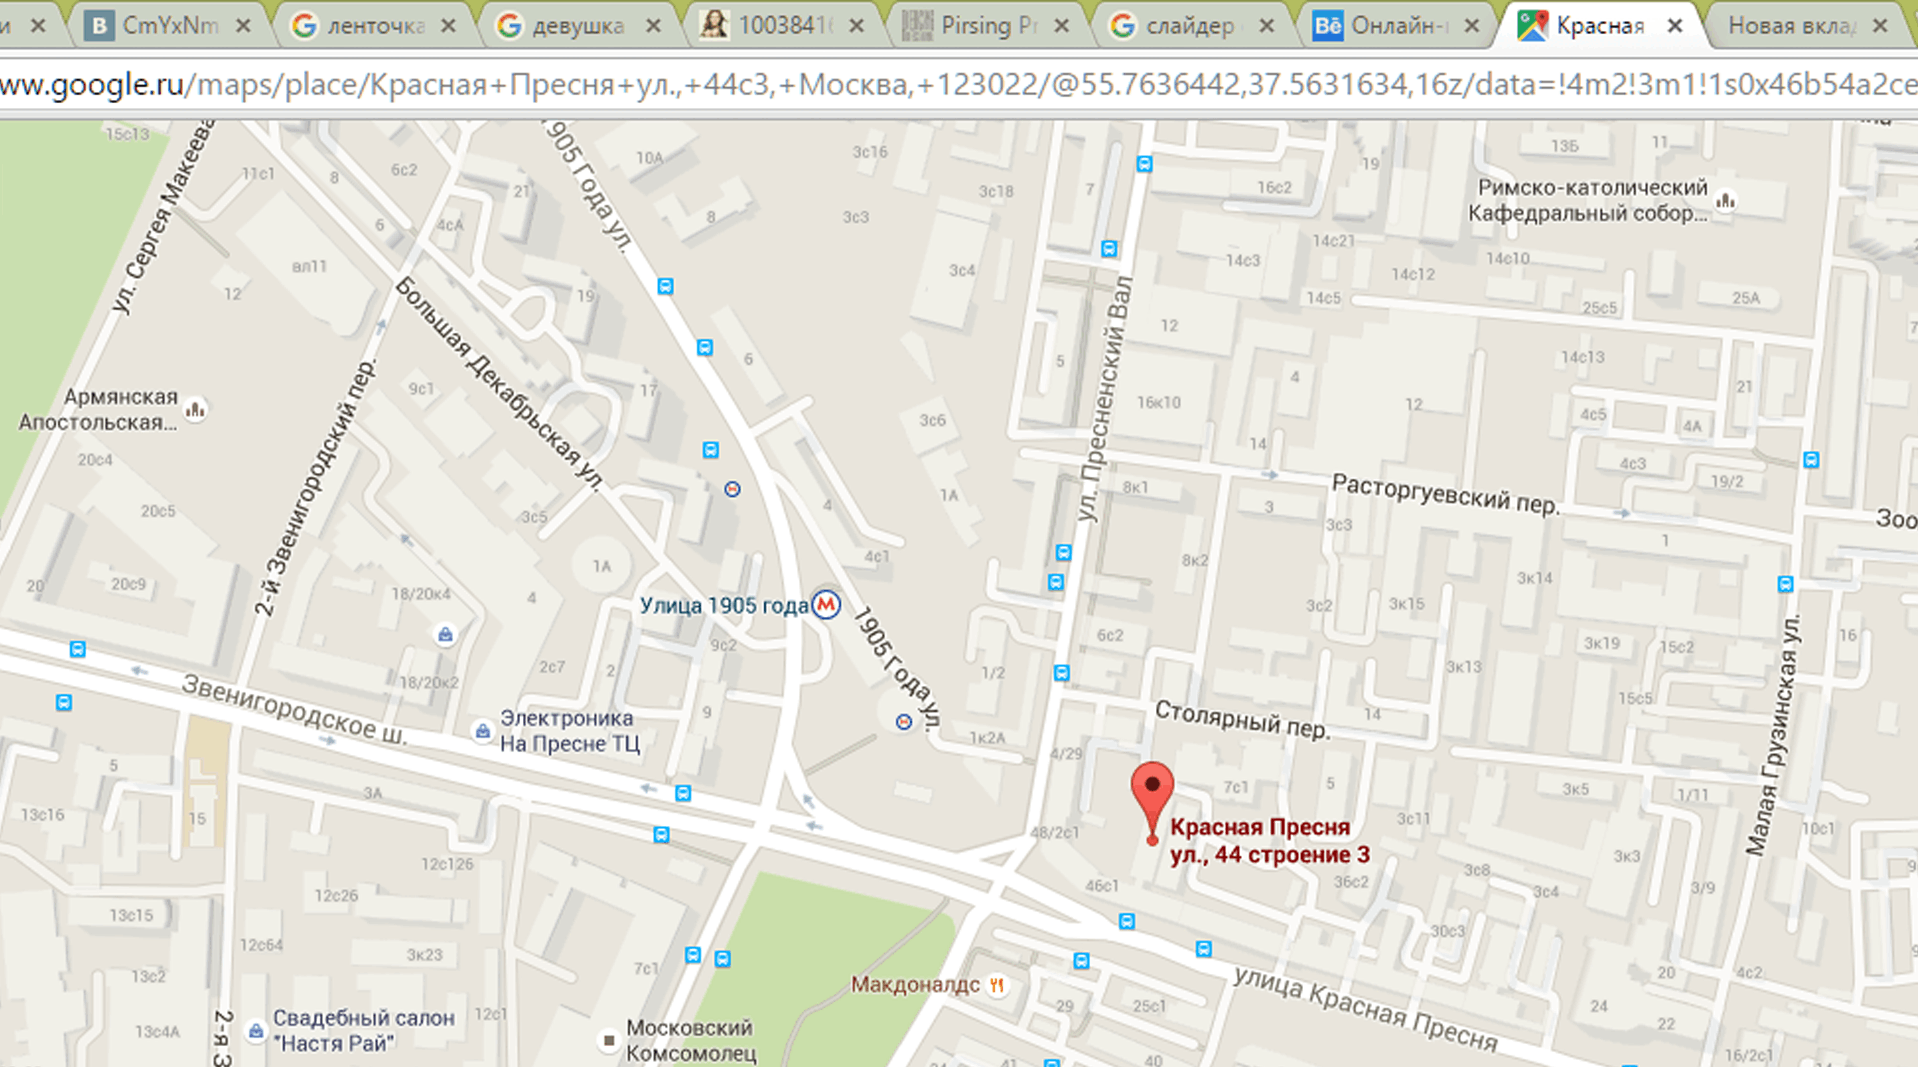 и
CmYxNm
ленточка
девушка
10038416
Pirsing Pr
слайдер
Онлайн-
Красная
Новая вкла
ww.google.ru/maps/place/Красная+Пресня+ул.,+44с3,+Москва,+123022/@55.7636442,37.5631634,16z/data=!4m2!3m1!1s0x46b54a2ce
15с13
ул. Сергея Макеева
11с1
8
6с2
21
1905 Года ул.
10А
3с16
3с18
7
19
13Б
11
16с2
Римско-католический
Кафедральный собор...
6
4сА
8
3с3
14с21
14с3
14с10
14с12
вл11
12
3с4
19
14с5
25с5
25А
Большая Декабрьская ул.
ул. Пресненский Вал
12
6
5
14с13
21
Армянская
Апостольская...
2-й Звенигородский пер.
9с1
17
3с6
16к10
4
12
4с5
4А
14
20с4
4с3
19/2
8к1
Расторгуевский пер.
Зоо
20с5
3с5
1А
4
3
3с3
1
4с1
1А
8к2
3к14
20
20с9
18/20к4
4
Улица 1905 года
1905 Года ул.
3с2
3к15
6с2
3к19
15с2
16
9с2
2с7
2
1/2
3к13
18/20к2
15с5
Звенигородское ш.
9
Столярный пер.
14
Малая Грузинская ул.
Электроника
На Пресне ТЦ
1к2А
4/29
5
3А
7с1
5
3к5
1/11
13с16
15
48/2с1
Красная Пресня
ул., 44 строение 3
3с11
10с1
3к3
12с126
46с1
36с2
3с8
3с4
3/9
12с26
13с15
30с3
12с64
3к23
7с1
13с2
Макдоналдс
улица Красная Пресня
20
4с2
29
25с1
24
22
12с1
Свадебный салон
"Настя Рай"
Московский
Комсомолец
13с4А
2-я З
40
16/2с1